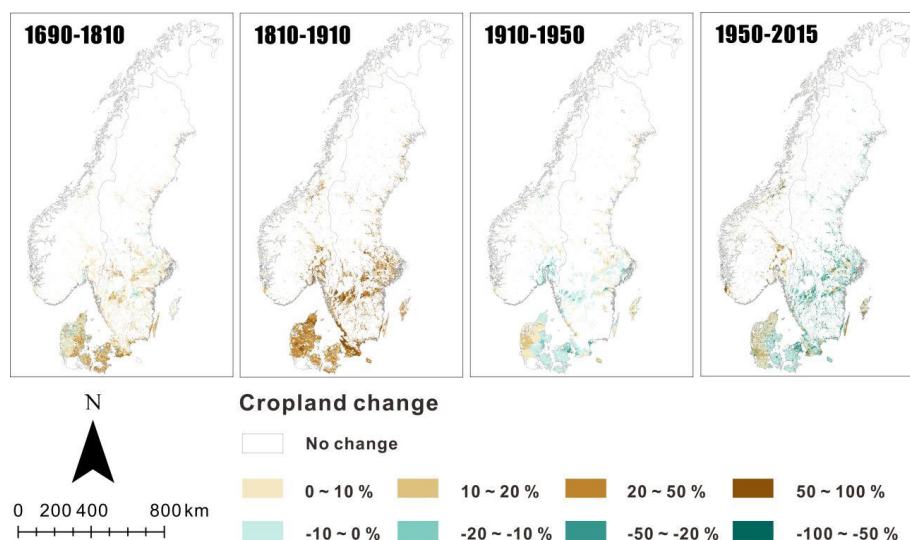 1690-1810 1810-1910 1910-1950 1950-2015
N
0 200 400 800 km
Cropland change
No change
0 ~ 10 % 10 ~ 20 % 20 ~ 50 % 50 ~ 100 %
-10 ~ 0 % -20 ~ -10 % -50 ~ -20 % -100 ~ -50 %